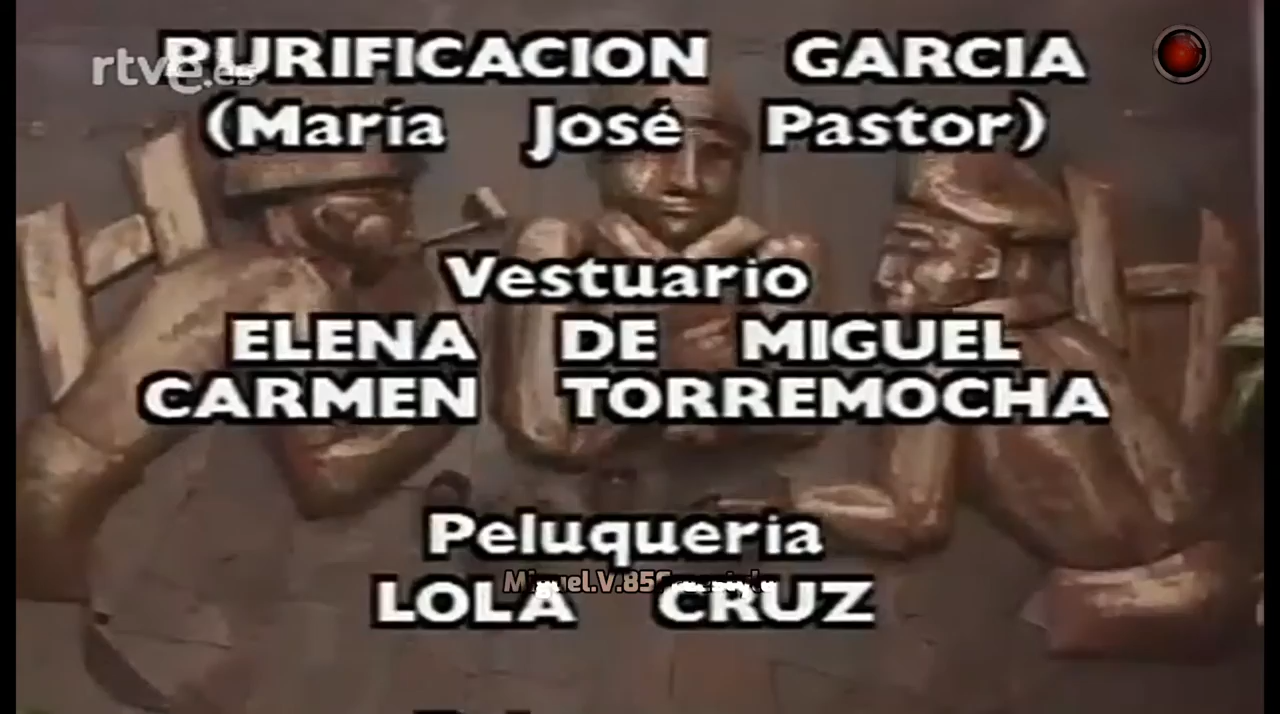 rtve.es
PURIFICACION GARCIA
(María José Pastor)
Vestuario
ELENA DE MIGUEL
CARMEN TORREMOCHA
Peluqueria
LOLA CRUZ